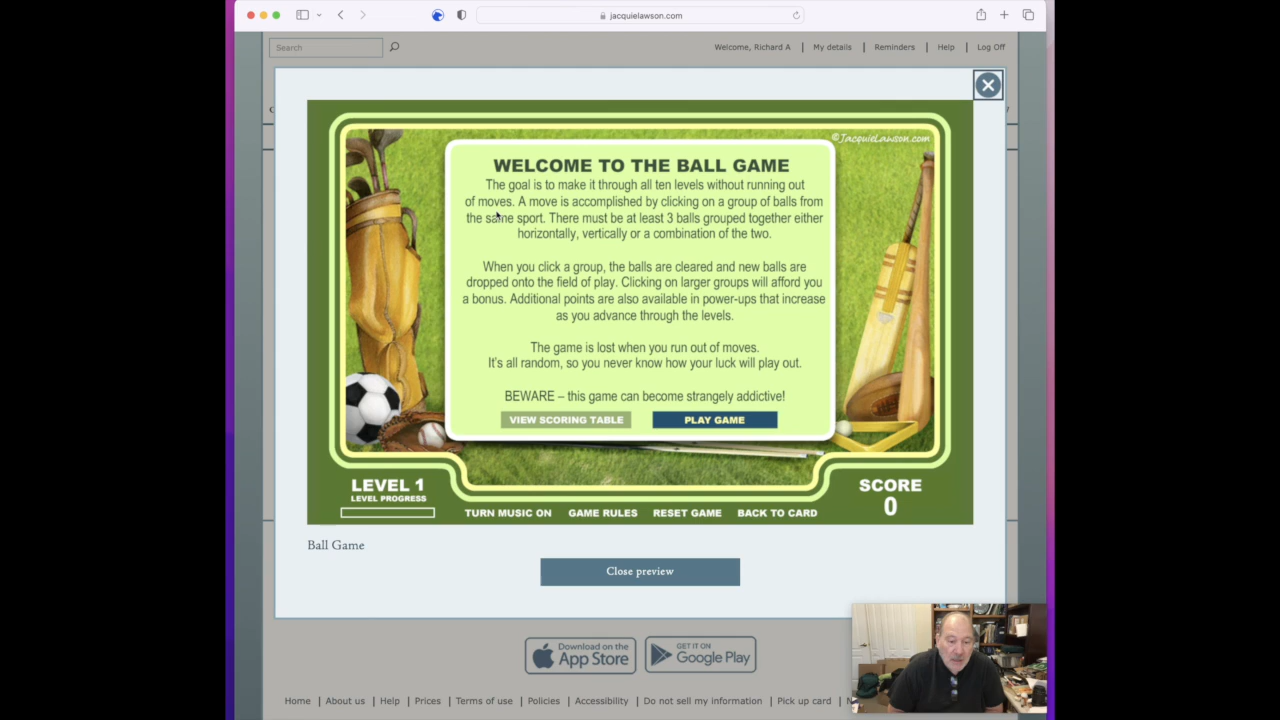 jacquielawson.com
Search
Welcome, Richard A | My details | Reminders | Help | Log Off
©JacquieLawson.com
WELCOME TO THE BALL GAME
The goal is to make it through all ten levels without running out
of moves. A move is accomplished by clicking on a group of balls from
the same sport. There must be at least 3 balls grouped together either
horizontally, vertically or a combination of the two.
When you click a group, the balls are cleared and new balls are
dropped onto the field of play. Clicking on larger groups will afford you
a bonus. Additional points are also available in power-ups that increase
as you advance through the levels.
The game is lost when you run out of moves.
It's all random, so you never know how your luck will play out.
BEWARE – this game can become strangely addictive!
VIEW SCORING TABLE
PLAY GAME
LEVEL 1
LEVEL PROGRESS
SCORE
0
TURN MUSIC ON GAME RULES RESET GAME BACK TO CARD
Ball Game
Close preview
Download on the
App Store
GET IT ON
Google Play
Home | About us | Help | Prices | Terms of use | Policies | Accessibility | Do not sell my information | Pick up card |